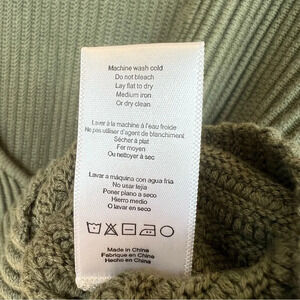 Machine wash cold
Do not bleach
Lay flat to dry
Medium iron
Or dry clean
Laver à la machine à l'eau froide
Ne pas utiliser d'agent de blanchiment
Sécher à plat
Fer moyen
Ou nettoyer à sec
Lavar a máquina con agua fria
No usar lejía
Poner plano a seco
Hierro medio
O lavar en seco
Made in China
Fabriqué en Chine
Hecho en China